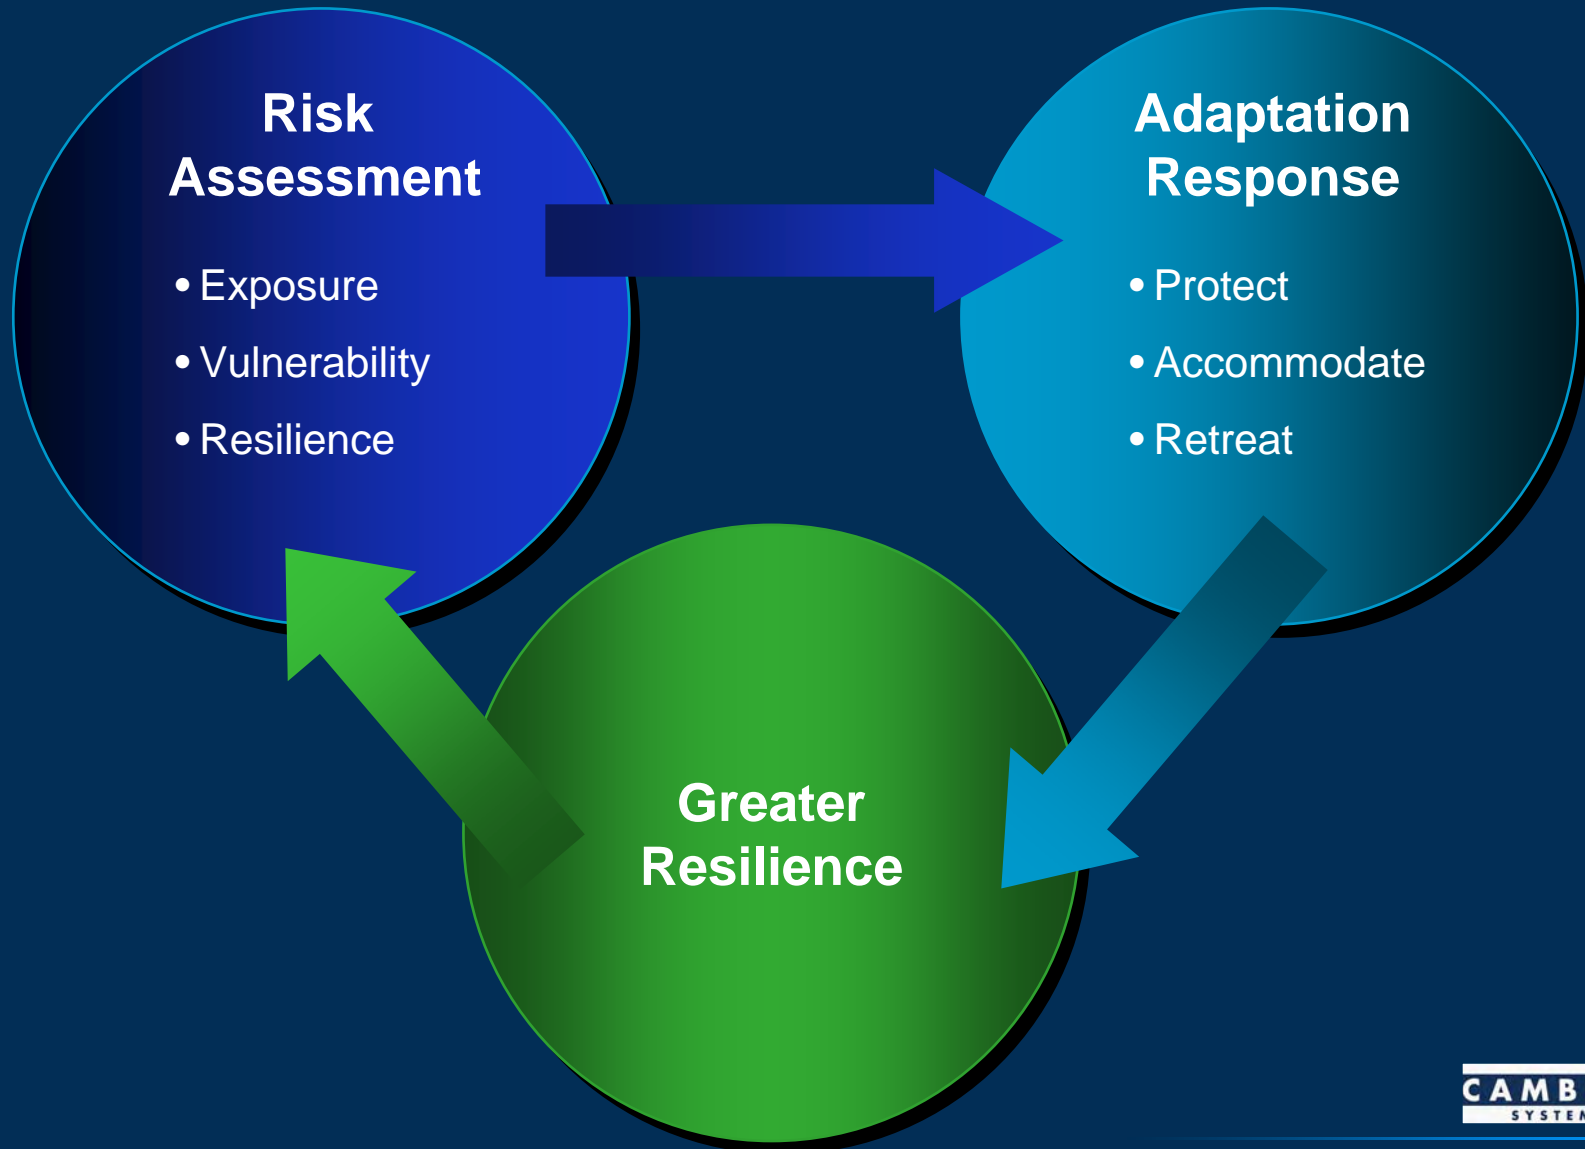 Risk
Assessment
• Exposure
• Vulnerability
• Resilience
Adaptation
Response
• Protect
• Accommodate
• Retreat
Greater
Resilience